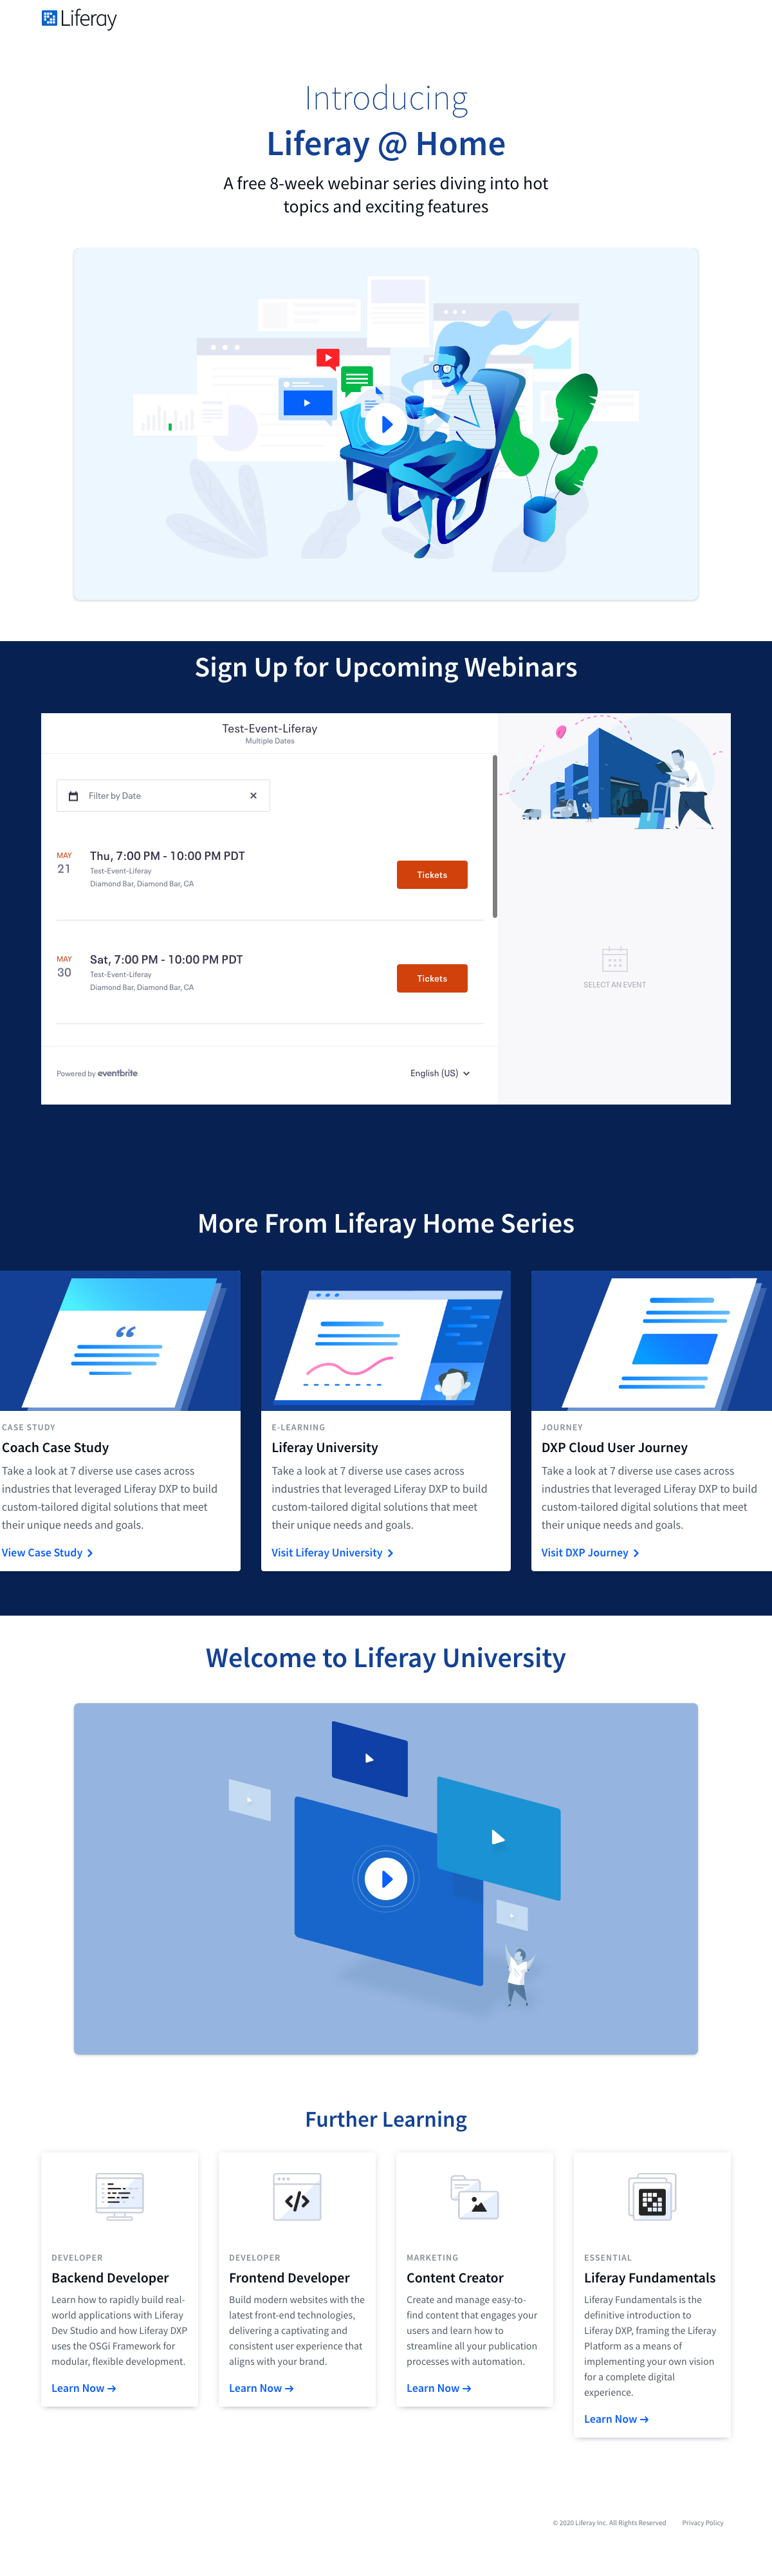 Liferay
Introducing
Liferay @ Home
A free 8-week webinar series diving into hot
topics and exciting features
Sign Up for Upcoming Webinars
Test-Event-Liferay
Multiple Dates
Filter by Date
MAY
21
Thu, 7:00 PM - 10:00 PM PDT
Test-Event-Liferay
Diamond Bar, Diamond Bar, CA
Tickets
MAY
30
Sat, 7:00 PM - 10:00 PM PDT
Test-Event-Liferay
Diamond Bar, Diamond Bar, CA
Tickets
SELECT AN EVENT
Powered by eventbrite
English (US)
More From Liferay Home Series
CASE STUDY
Coach Case Study
Take a look at 7 diverse use cases across
industries that leveraged Liferay DXP to build
custom-tailored digital solutions that meet
their unique needs and goals.
View Case Study
E-LEARNING
Liferay University
Take a look at 7 diverse use cases across
industries that leveraged Liferay DXP to build
custom-tailored digital solutions that meet
their unique needs and goals.
Visit Liferay University
JOURNEY
DXP Cloud User Journey
Take a look at 7 diverse use cases across
industries that leveraged Liferay DXP to build
custom-tailored digital solutions that meet
their unique needs and goals.
Visit DXP Journey
Welcome to Liferay University
Further Learning
DEVELOPER
Backend Developer
Learn how to rapidly build real-
world applications with Liferay
Dev Studio and how Liferay DXP
uses the OSGi Framework for
modular, flexible development.
Learn Now →
DEVELOPER
Frontend Developer
Build modern websites with the
latest front-end technologies,
delivering a captivating and
consistent user experience that
aligns with your brand.
Learn Now →
MARKETING
Content Creator
Create and manage easy-to-
find content that engages your
users and learn how to
streamline all your publication
processes with automation.
Learn Now →
ESSENTIAL
Liferay Fundamentals
Liferay Fundamentals is the
definitive introduction to
Liferay DXP, framing the Liferay
Platform as a means of
implementing your own vision
for a complete digital
experience.
Learn Now →
© 2020 Liferay Inc. All Rights Reserved
Privacy Policy